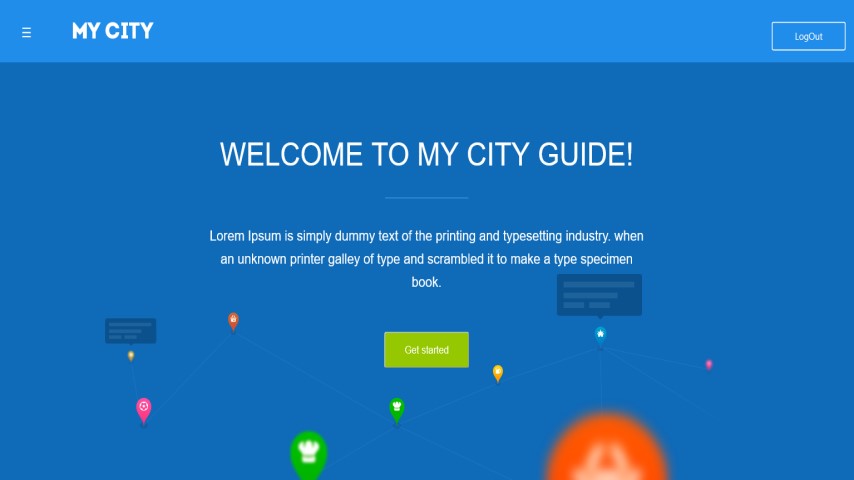 MY CITY
LogOut
WELCOME TO MY CITY GUIDE!
Lorem Ipsum is simply dummy text of the printing and typesetting industry. when
an unknown printer galley of type and scrambled it to make a type specimen
book.
Get started